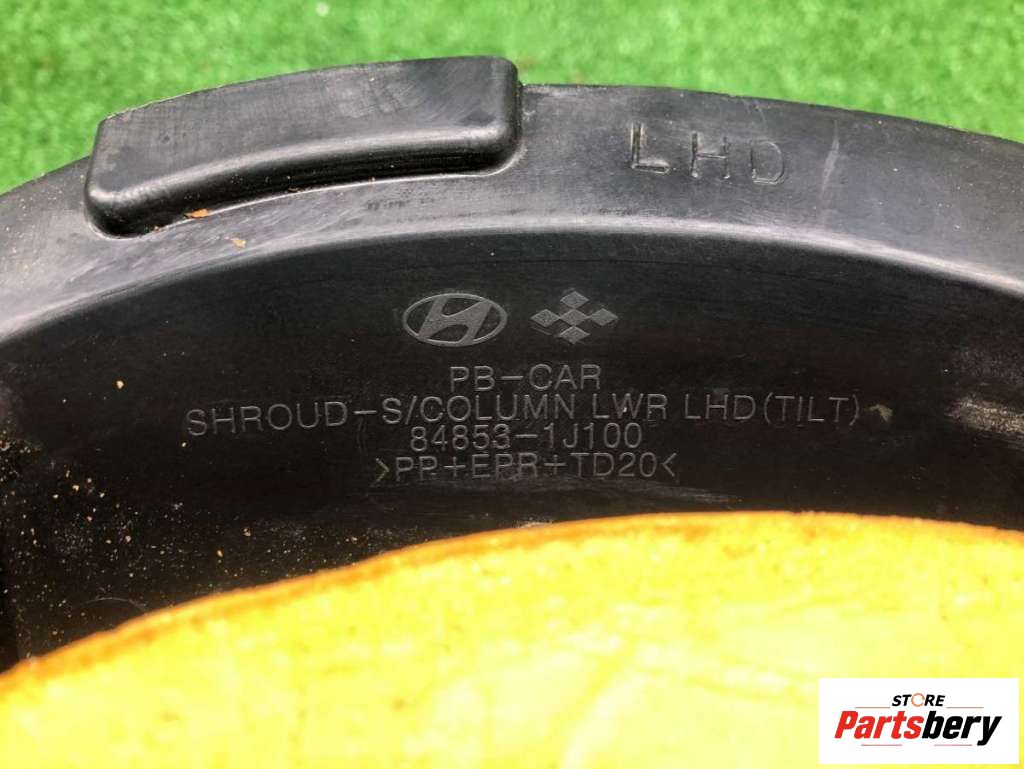 LHD
PB-CAR
SHROUD-S/COLUMN LWR LHD(TILT)
84853-1J100
>PP+EPR+TD20<
STORE
Partsbery